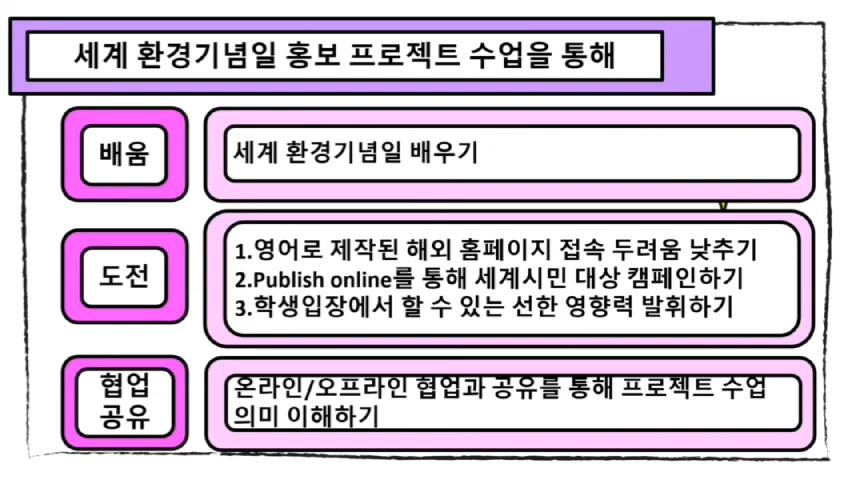 세계 환경기념일 홍보 프로젝트 수업을 통해
배움
세계 환경기념일 배우기
도전
1.영어로 제작된 해외 홈페이지 접속 두려움 낮추기
2.Publish online를 통해 세계시민 대상 캠페인하기
3.학생입장에서 할 수 있는 선한 영향력 발휘하기
협업
공유
온라인/오프라인 협업과 공유를 통해 프로젝트 수업
의미 이해하기